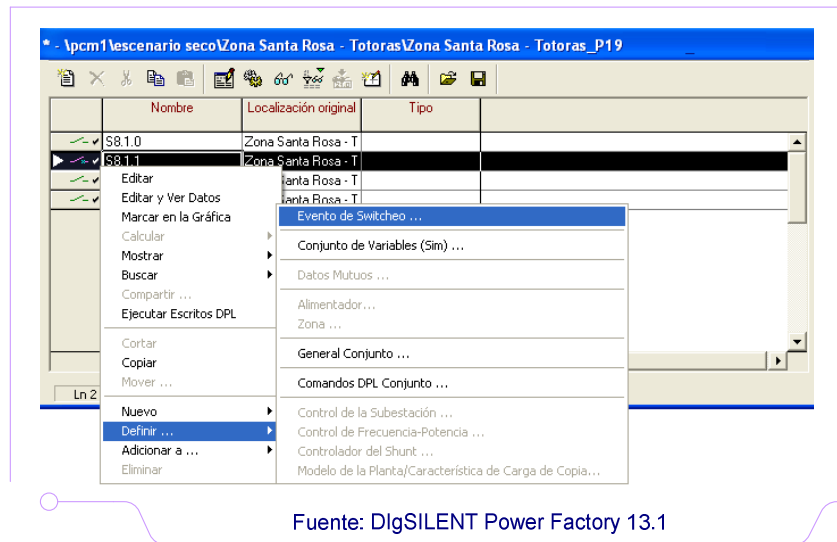 * - \pcm1\escenario seco\Zona Santa Rosa - Totoras\Zona Santa Rosa - Totoras_P19
Nombre Localización original Tipo
S8.1.0 Zona Santa Rosa - T
S8.1.1 Zona Santa Rosa - T
Santa Rosa - T
Santa Rosa - T
Editar
Editar y Ver Datos
Marcar en la Gráfica
Calcular
Mostrar
Buscar
Compartir ...
Ejecutar Escritos DPL
Cortar
Copiar
Mover ...
Nuevo
Definir ...
Adicionar a ...
Eliminar
Evento de Switcheo ...
Conjunto de Variables (Sim) ...
Datos Mutuos ...
Alimentador...
Zona ...
General Conjunto ...
Comandos DPL Conjunto ...
Control de la Subestación ...
Control de Frecuencia-Potencia ...
Controlador del Shunt ...
Modelo de la Planta/Característica de Carga de Copia...
Ln 2
Fuente: DIgSILENT Power Factory 13.1